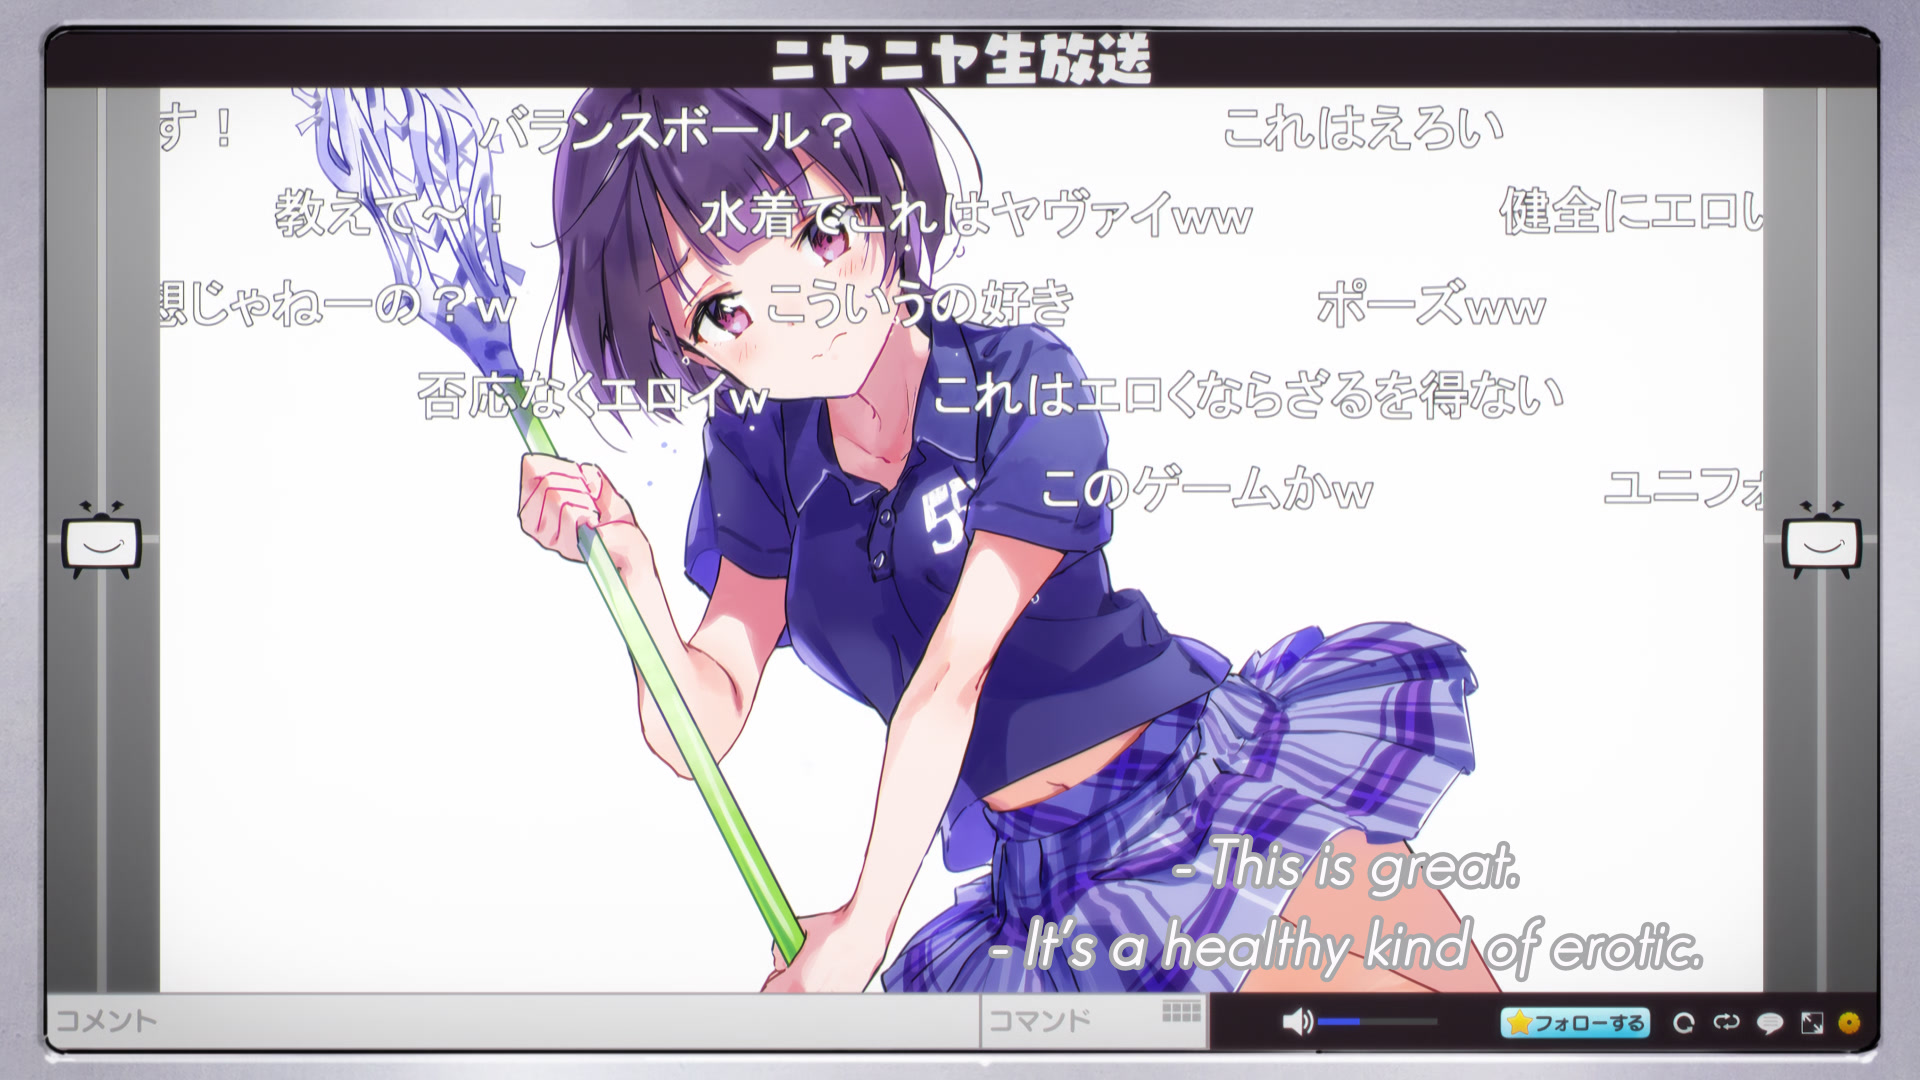 ニヤニヤ生放送
す！ バランスボール？ これはえろい
教えて〜！ 水着でこれはヤヴァイww 健全にエロい
想じゃねーの？w こういうの好き ポーズww
否応なくエロイw これはエロくならざるを得ない
このゲームかw ユニフォ
55
- This is great.
- It's a healthy kind of erotic.
コメント コマンド フォローする